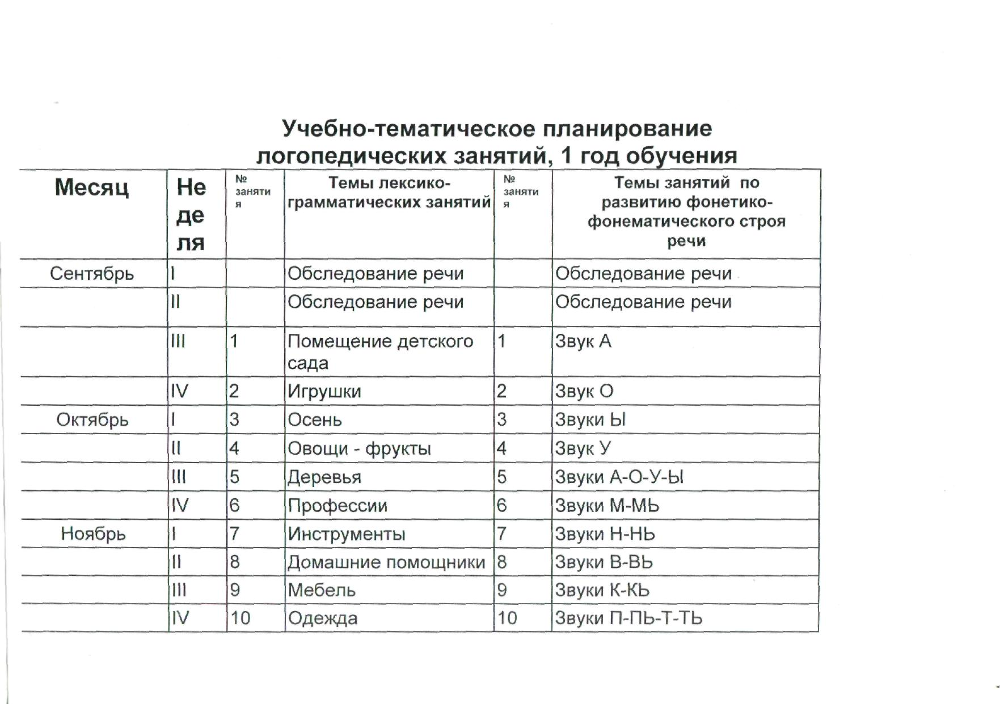 Учебно-тематическое планирование
логопедических занятий, 1 год обучения
Месяц Не № Темы лексико- № Темы занятий по
де заняти грамматических занятий заняти развитию фонетико-
ля я я фонематического строя
речи
Сентябрь I Обследование речи Обследование речи
II Обследование речи Обследование речи
III 1 Помещение детского 1 Звук А
сада
IV 2 Игрушки 2 Звук О
Октябрь I 3 Осень 3 Звуки Ы
II 4 Овощи - фрукты 4 Звук У
III 5 Деревья 5 Звуки А-О-У-Ы
IV 6 Профессии 6 Звуки М-МЬ
Ноябрь I 7 Инструменты 7 Звуки Н-НЬ
II 8 Домашние помощники 8 Звуки В-ВЬ
III 9 Мебель 9 Звуки К-КЬ
IV 10 Одежда 10 Звуки П-ПЬ-Т-ТЬ